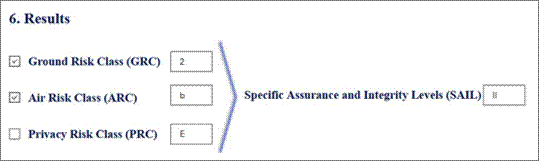 6. Results
Ground Risk Class (GRC) 2
Air Risk Class (ARC) b
Specific Assurance and Integrity Levels (SAIL) II
Privacy Risk Class (PRC) E